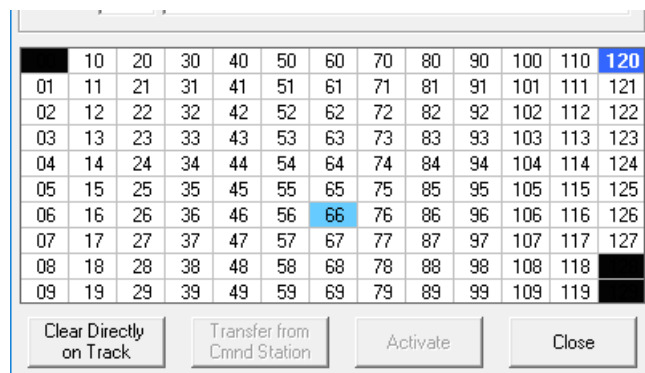 10 20 30 40 50 60 70 80 90 100 110 120
01 11 21 31 41 51 61 71 81 91 101 111 121
02 12 22 32 42 52 62 72 82 92 102 112 122
03 13 23 33 43 53 63 73 83 93 103 113 123
04 14 24 34 44 54 64 74 84 94 104 114 124
05 15 25 35 45 55 65 75 85 95 105 115 125
06 16 26 36 46 56 66 76 86 96 106 116 126
07 17 27 37 47 57 67 77 87 97 107 117 127
08 18 28 38 48 58 68 78 88 98 108 118
09 19 29 39 49 59 69 79 89 99 109 119
Clear Directly
on Track
Transfer from
Cmnd Station
Activate
Close